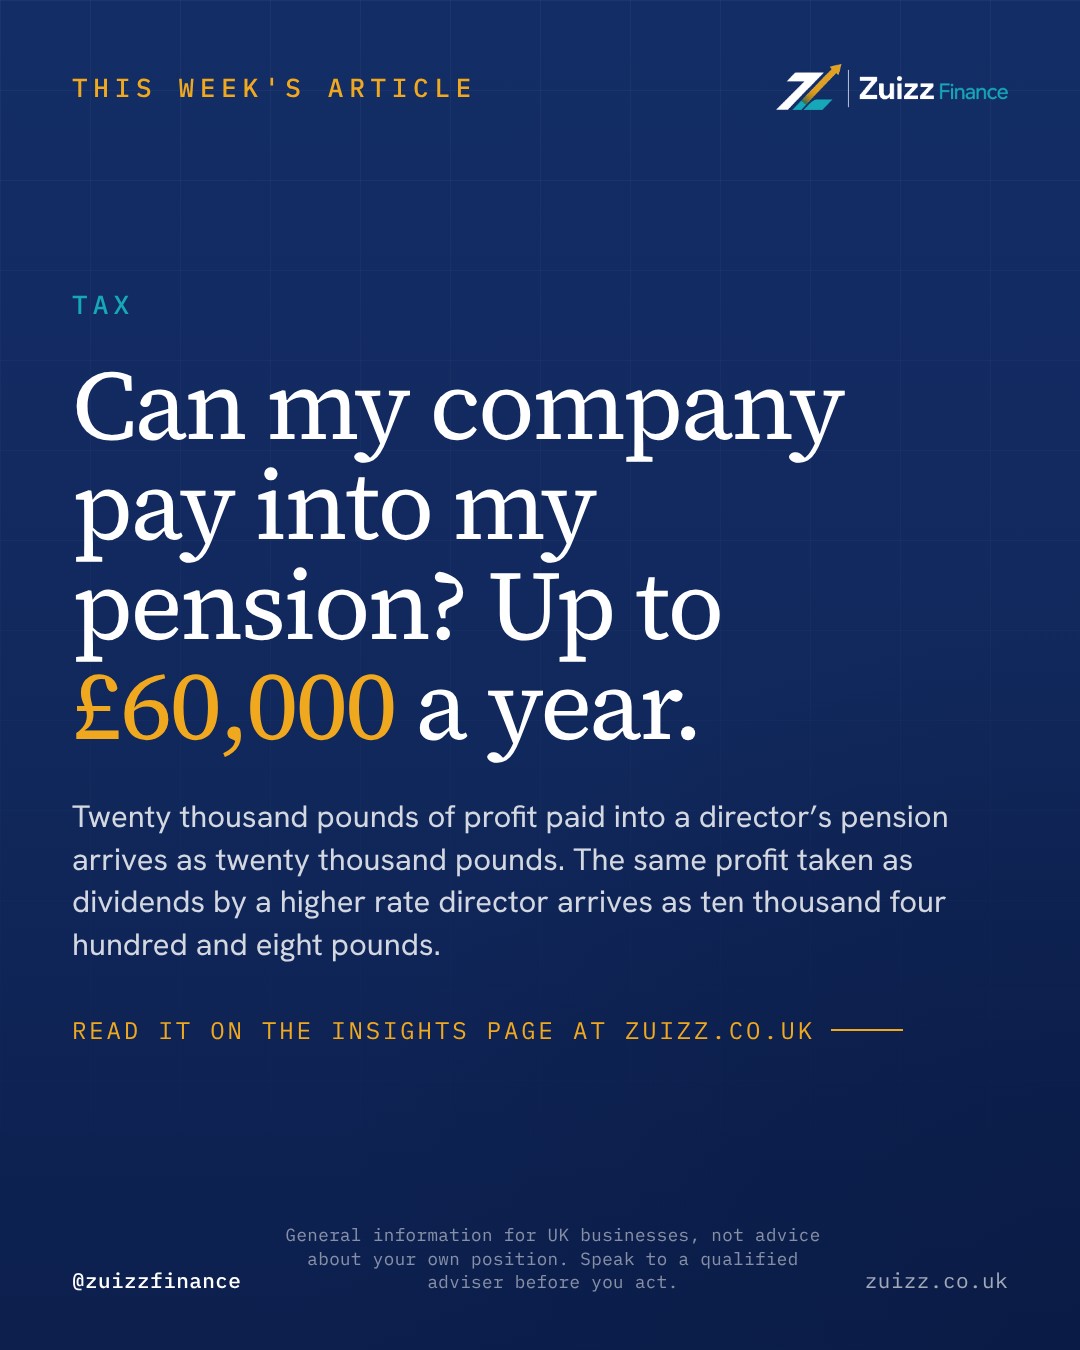 THIS WEEK'S ARTICLE
Zuizz Finance
TAX
Can my company
pay into my
pension? Up to
£60,000 a year.
Twenty thousand pounds of profit paid into a director’s pension
arrives as twenty thousand pounds. The same profit taken as
dividends by a higher rate director arrives as ten thousand four
hundred and eight pounds.
READ IT ON THE INSIGHTS PAGE AT ZUIZZ.CO.UK
General information for UK businesses, not advice
about your own position. Speak to a qualified
adviser before you act.
@zuizzfinance
zuizz.co.uk